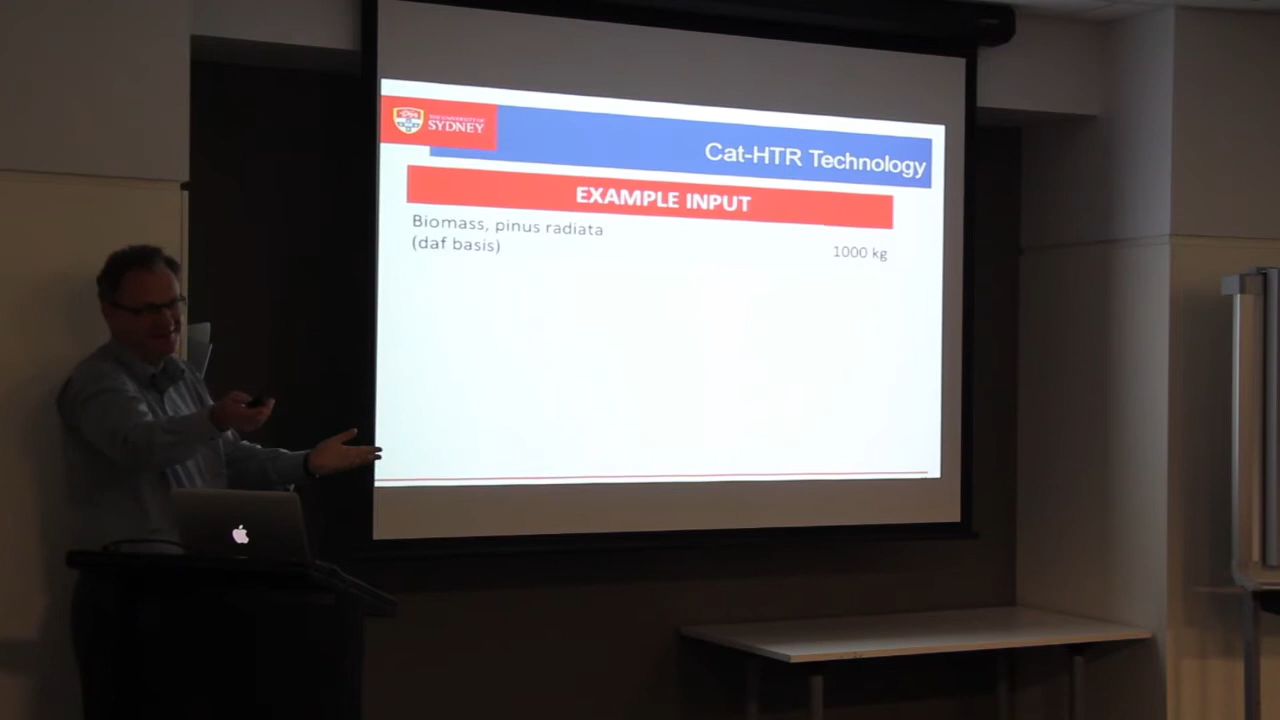 THE UNIVERSITY OF
SYDNEY
Cat-HTR Technology
EXAMPLE INPUT
Biomass, pinus radiata
(daf basis) 1000 kg